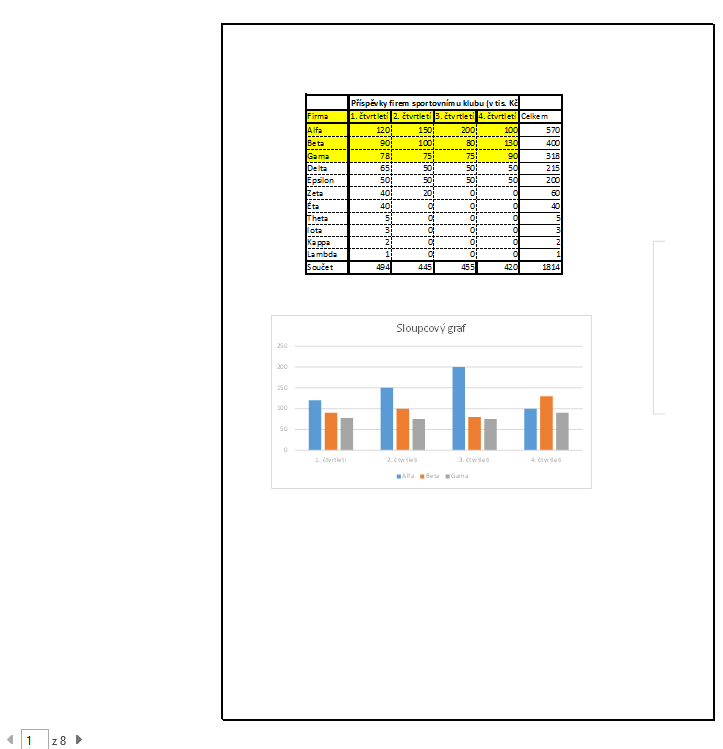 Příspěvky firem sportovnímu klubu (v tis. Kč
Firma 1. čtvrtletí 2. čtvrtletí 3. čtvrtletí 4. čtvrtletí Celkem
Alfa 120 150 200 100 570
Beta 90 100 80 130 400
Gama 78 75 75 90 318
Delta 65 50 50 50 215
Epsilon 50 50 50 50 200
Zeta 40 20 0 0 60
Éta 40 0 0 0 40
Theta 5 0 0 0 5
Iota 3 0 0 0 3
Kappa 2 0 0 0 2
Lambda 1 0 0 0 1
Součet 494 445 455 420 1814
Sloupcový graf
250
200
150
100
50
0
1. čtvrtletí 2. čtvrtletí 3. čtvrtletí 4. čtvrtletí
Alfa Beta Gama
1 z 8